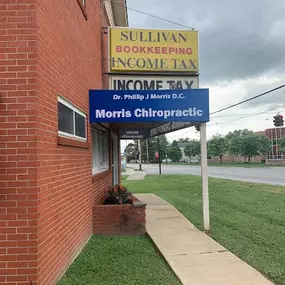 SULLIVAN
BOOKKEEPING
INCOME TAX
INCOME TAX
Dr. Phillip J Morris D.C.
Morris Chiropractic